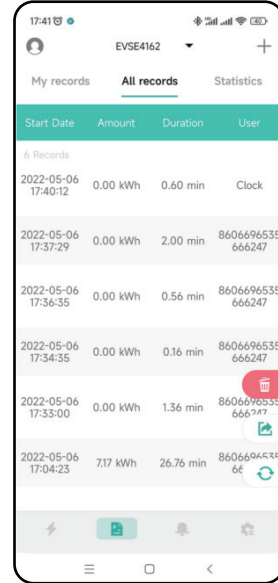 17:41 40
EVSE4162
My records All records Statistics
Start Date Amount Duration User
6 Records
2022-05-06 17:40:12 0.00 kWh 0.60 min Clock
2022-05-06 17:37:29 0.00 kWh 2.00 min 8606696535 666247
2022-05-06 17:36:35 0.00 kWh 0.56 min 8606696535 666247
2022-05-06 17:34:35 0.00 kWh 0.16 min 8606696535 666247
2022-05-06 17:33:00 0.00 kWh 1.36 min 8606696535 666247
2022-05-06 17:04:23 7.17 kWh 26.76 min 8606696535